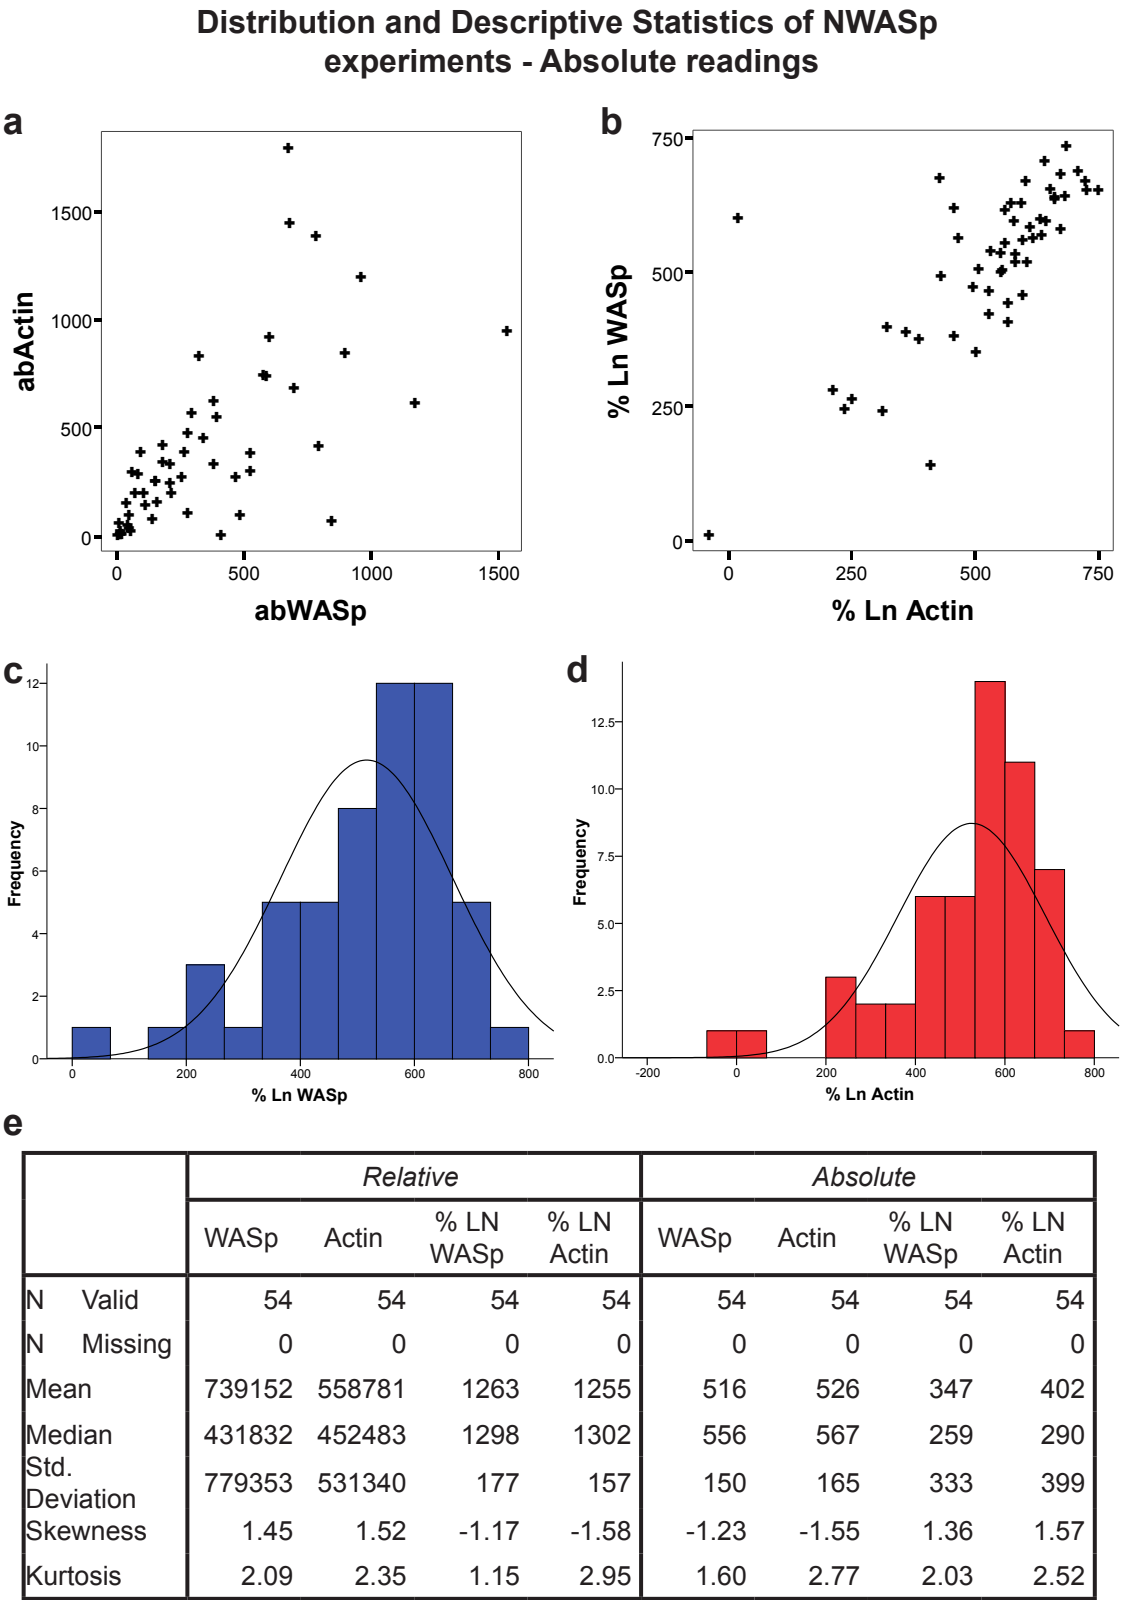 Distribution and Descriptive Statistics of NWASp
experiments - Absolute readings
a
1500
1000
500
0
abActin
0 500 1000 1500
abWASp
b
750
500
250
0
% Ln WASp
0 250 500 750
% Ln Actin
c
12
10
8
6
4
2
0
Frequency
0 200 400 600 800
% Ln WASp
d
12.5
10.0
7.5
5.0
2.5
0.0
Frequency
-200 0 200 400 600 800
% Ln Actin
e
Relative Absolute
WASp Actin % LN WASp % LN Actin WASp Actin % LN WASp % LN Actin
N Valid 54 54 54 54 54 54 54 54
N Missing 0 0 0 0 0 0 0 0
Mean 739152 558781 1263 1255 516 526 347 402
Median 431832 452483 1298 1302 556 567 259 290
Std. Deviation 779353 531340 177 157 150 165 333 399
Skewness 1.45 1.52 -1.17 -1.58 -1.23 -1.55 1.36 1.57
Kurtosis 2.09 2.35 1.15 2.95 1.60 2.77 2.03 2.52